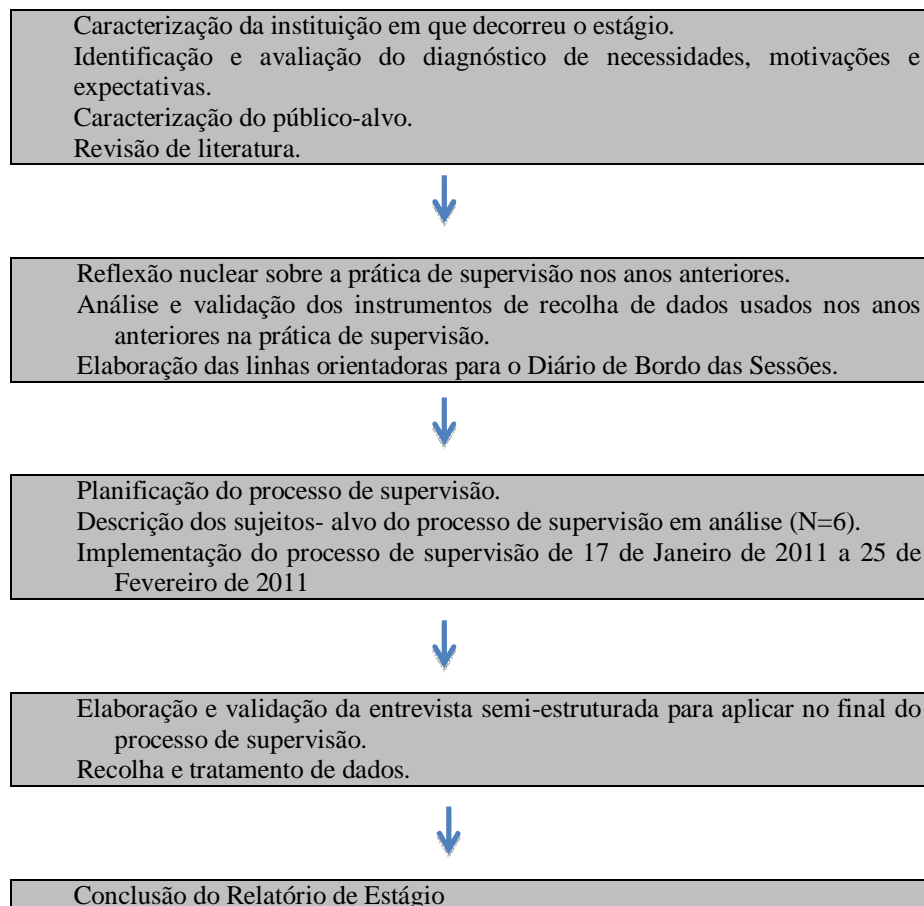 Caracterização da instituição em que decorreu o estágio.
Identificação e avaliação do diagnóstico de necessidades, motivações e
expectativas.
Caracterização do público-alvo.
Revisão de literatura.
Reflexão nuclear sobre a prática de supervisão nos anos anteriores.
Análise e validação dos instrumentos de recolha de dados usados nos anos
anteriores na prática de supervisão.
Elaboração das linhas orientadoras para o Diário de Bordo das Sessões.
Planificação do processo de supervisão.
Descrição dos sujeitos- alvo do processo de supervisão em análise (N=6).
Implementação do processo de supervisão de 17 de Janeiro de 2011 a 25 de
Fevereiro de 2011
Elaboração e validação da entrevista semi-estruturada para aplicar no final do
processo de supervisão.
Recolha e tratamento de dados.
Conclusão do Relatório de Estágio